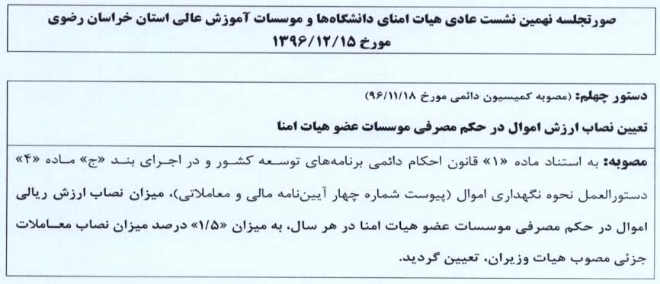 صورتجلسه نهمین نشست عادی هیات امنای دانشگاه‌ها و موسسات آموزش عالی استان خراسان رضوی
مورخ ۱۳۹۶/۱۲/۱۵
دستور چهلم: (مصوبه کمیسیون دائمی مورخ ۹۶/۱۱/۱۸)
تعیین نصاب ارزش اموال در حکم مصرفی موسسات عضو هیات امنا
مصوبه: به استناد ماده «۱» قانون احکام دائمی برنامه‌های توسعه کشور و در اجرای بند «ج» ماده «۴»
دستورالعمل نحوه نگهداری اموال (پیوست شماره چهار آیین‌نامه مالی و معاملاتی)، میزان نصاب ارزش ریالی
اموال در حکم مصرفی موسسات عضو هیات امنا در هر سال، به میزان «۱/۵» درصد میزان نصاب معاملات
جزئی مصوب هیات وزیران، تعیین گردید.